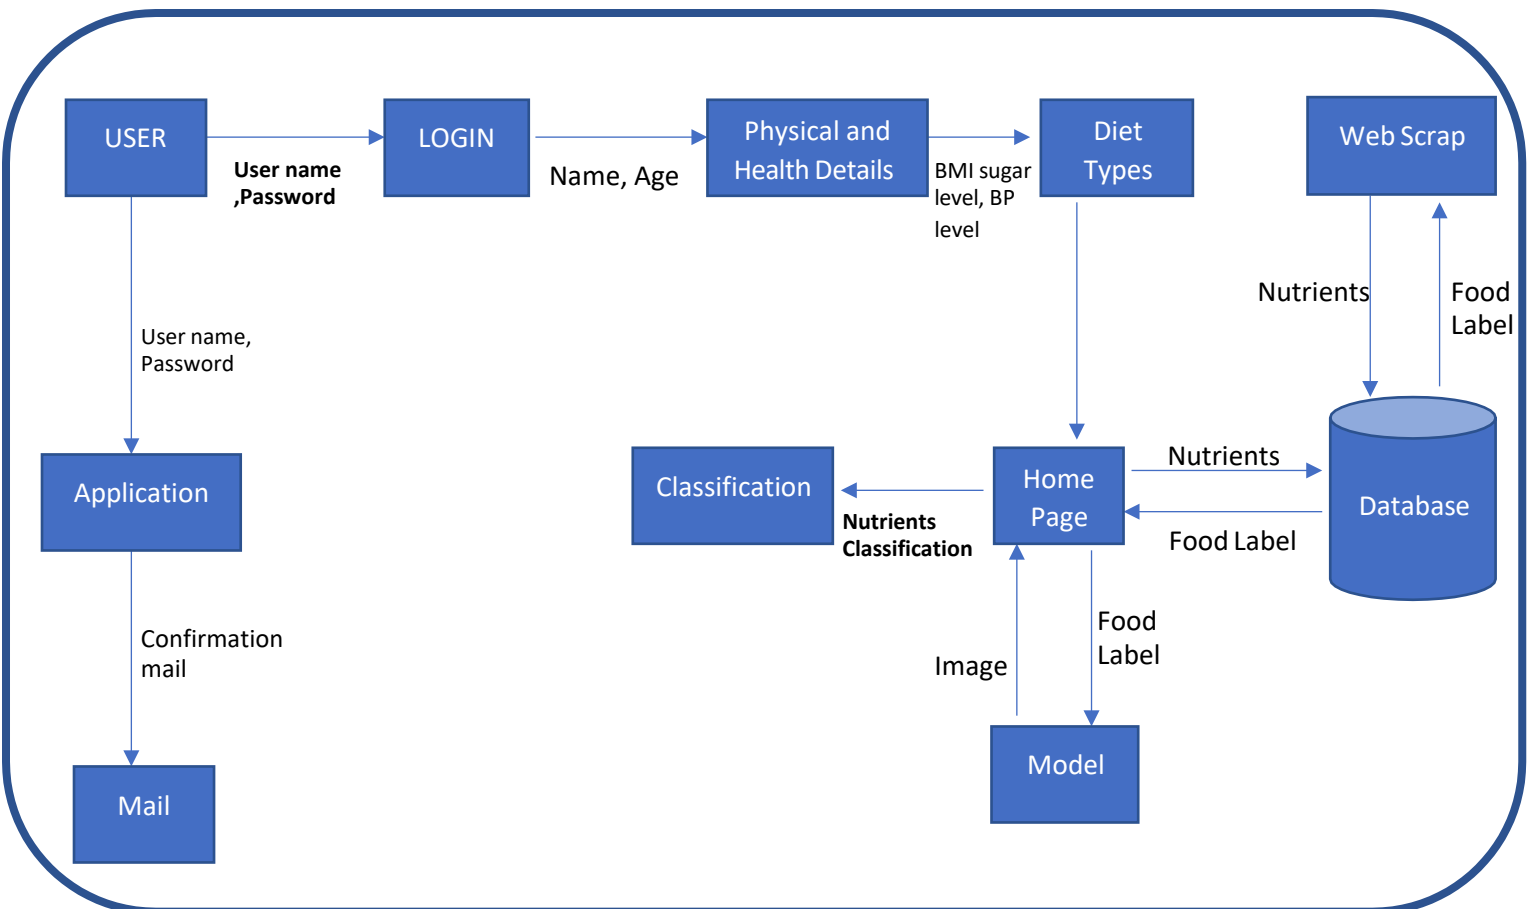 USER
User name
,Password
LOGIN
Name, Age
Physical and
Health Details
BMI sugar
level, BP
level
Diet
Types
Web Scrap
Nutrients
Food
Label
User name,
Password
Application
Classification
Nutrients
Classification
Home
Page
Nutrients
Food Label
Database
Confirmation
mail
Image
Food
Label
Mail
Model